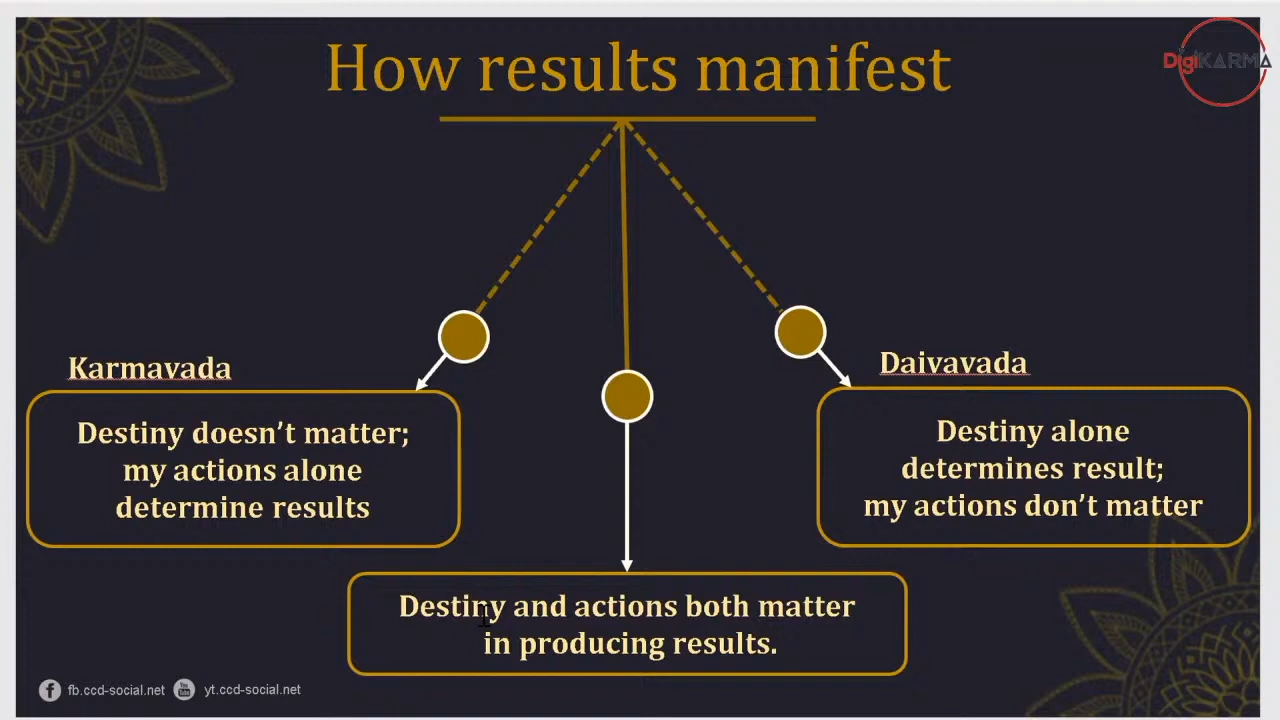 How results manifest
DigiKARMA
Karmavada
Destiny doesn’t matter;
my actions alone
determine results
Daivavada
Destiny alone
determines result;
my actions don’t matter
Destiny and actions both matter
in producing results.
fb.ccd-social.net
yt.ccd-social.net